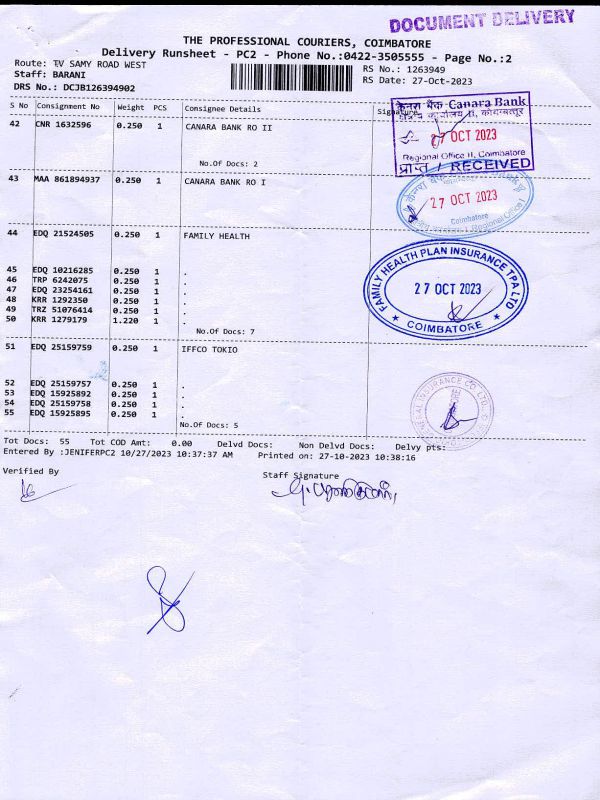 DOCUMENT DELIVERY
THE PROFESSIONAL COURIERS, COIMBATORE
Delivery Runsheet - PC2 - Phone No.:0422-3505555 - Page No.:2
Route: TV SAMY ROAD WEST
RS No.: 1263949
Staff: BARANI
RS Date: 27-Oct-2023
DRS No.: DCJB126394902
S No Consignment No Weight PCS Consignee Details Signature
42 CNR 1632596 0.250 1 CANARA BANK RO II
No.Of Docs: 2
केनरा बैंक Canara Bank
27 OCT 2023
Regional Office II, Coimbatore
प्राप्त / RECEIVED
43 MAA 861894937 0.250 1 CANARA BANK RO I
केनरा बैंक
27 OCT 2023
Coimbatore
Regional Office I
44 EDQ 21524505 0.250 1 FAMILY HEALTH
45 EDQ 10216285 0.250 1 .
46 TRP 6242075 0.250 1 .
47 EDQ 23254161 0.250 1 .
48 KRR 1292350 0.250 1 .
49 TRZ 51076414 0.250 1 .
50 KRR 1279179 1.220 1 .
No.Of Docs: 7
FAMILY HEALTH PLAN INSURANCE TPA LTD
27 OCT 2023
★ COIMBATORE ★
51 EDQ 25159759 0.250 1 IFFCO TOKIO
52 EDQ 25159757 0.250 1 .
53 EDQ 15925892 0.250 1 .
54 EDQ 25159758 0.250 1 .
55 EDQ 15925895 0.250 1 .
No.Of Docs: 5
INSURANCE CO. LTD.
Tot Docs: 55 Tot COD Amt: 0.00 Delvd Docs: Non Delvd Docs: Delvy pts:
Entered By :JENIFERPC2 10/27/2023 10:37:37 AM Printed on: 27-10-2023 10:38:16
Verified By
Staff Signature